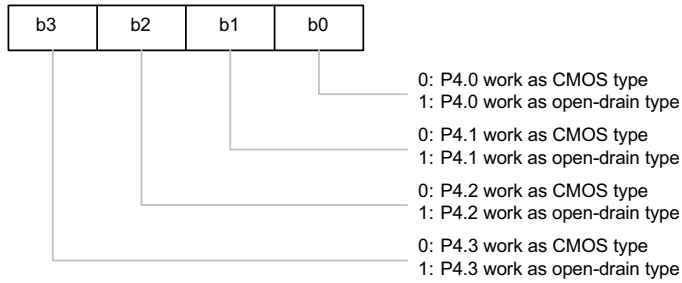 b3 b2 b1 b0
0: P4.0 work as CMOS type
1: P4.0 work as open-drain type
0: P4.1 work as CMOS type
1: P4.1 work as open-drain type
0: P4.2 work as CMOS type
1: P4.2 work as open-drain type
0: P4.3 work as CMOS type
1: P4.3 work as open-drain type